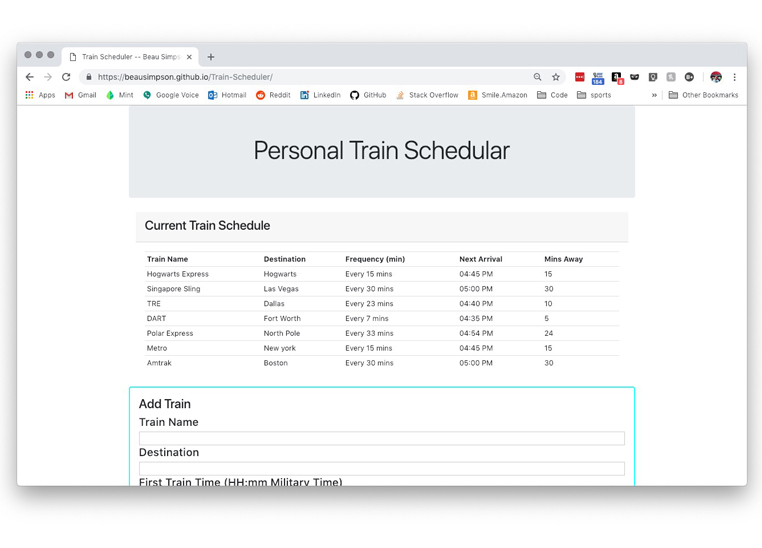 Train Scheduler -- Beau Simps
https://beausimpson.github.io/Train-Scheduler/
184
8
Apps Gmail Mint Google Voice Hotmail Reddit LinkedIn GitHub Stack Overflow Smile.Amazon Code sports » Other Bookmarks
Personal Train Schedular
Current Train Schedule
Train Name Destination Frequency (min) Next Arrival Mins Away
Hogwarts Express Hogwarts Every 15 mins 04:45 PM 15
Singapore Sling Las Vegas Every 30 mins 05:00 PM 30
TRE Dallas Every 23 mins 04:40 PM 10
DART Fort Worth Every 7 mins 04:35 PM 5
Polar Express North Pole Every 33 mins 04:54 PM 24
Metro New york Every 15 mins 04:45 PM 15
Amtrak Boston Every 30 mins 05:00 PM 30
Add Train
Train Name
Destination
First Train Time (HH:mm Military Time)